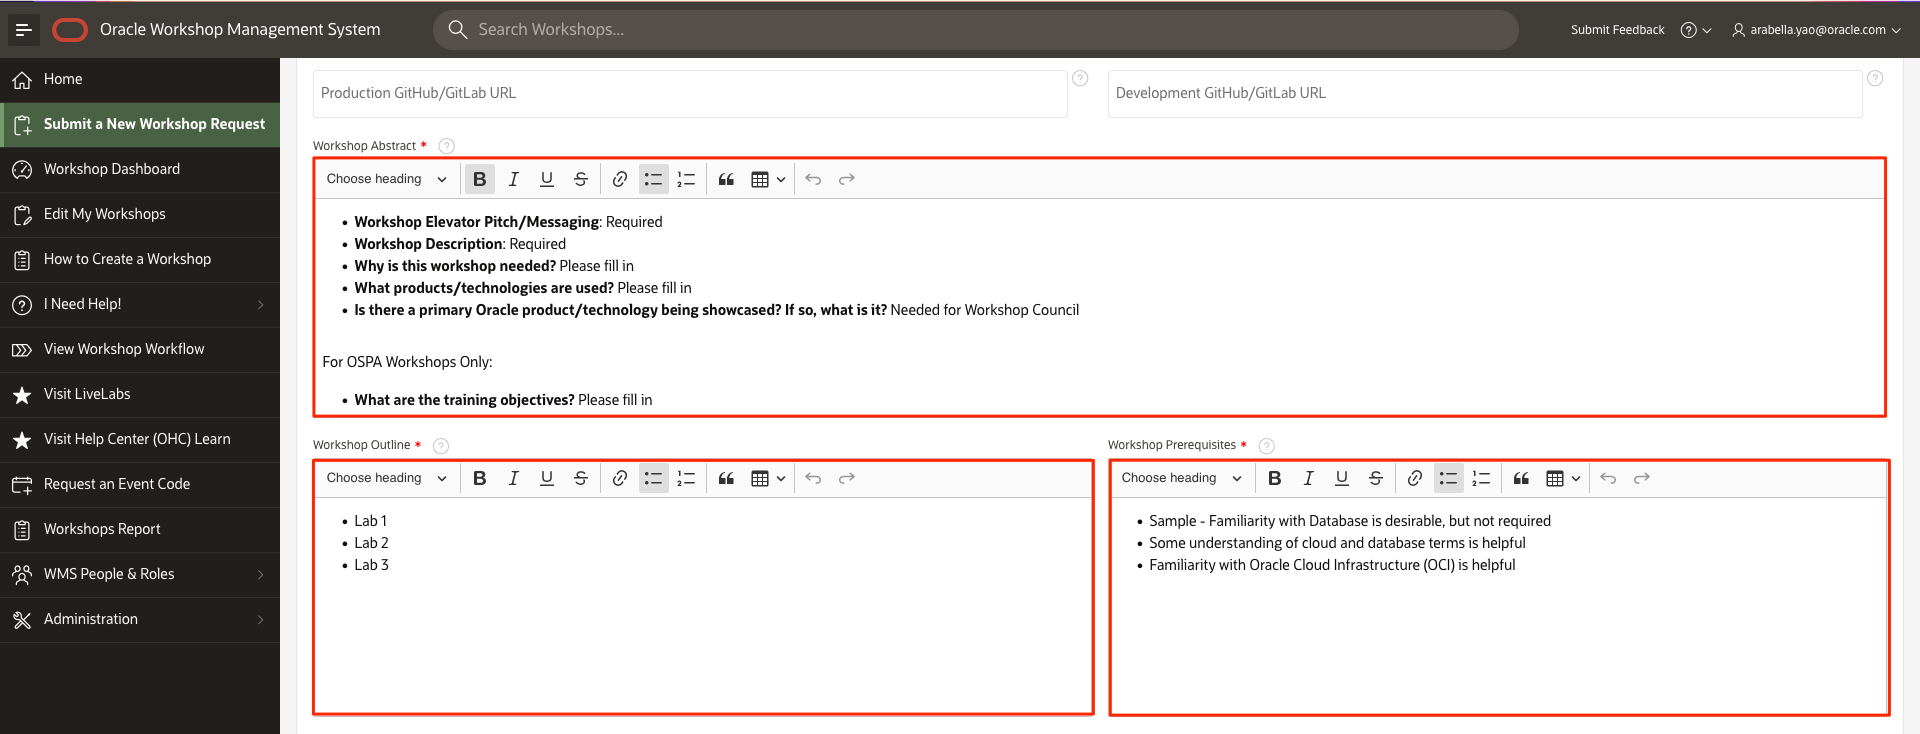 Oracle Workshop Management System
Search Workshops...
Submit Feedback
arabella.yao@oracle.com
Home
Submit a New Workshop Request
Workshop Dashboard
Edit My Workshops
How to Create a Workshop
I Need Help!
View Workshop Workflow
Visit LiveLabs
Visit Help Center (OHC) Learn
Request an Event Code
Workshops Report
WMS People & Roles
Administration
Production GitHub/GitLab URL
Development GitHub/GitLab URL
Workshop Abstract *
Choose heading
• Workshop Elevator Pitch/Messaging: Required
• Workshop Description: Required
• Why is this workshop needed? Please fill in
• What products/technologies are used? Please fill in
• Is there a primary Oracle product/technology being showcased? If so, what is it? Needed for Workshop Council
For OSPA Workshops Only:
• What are the training objectives? Please fill in
Workshop Outline *
Choose heading
• Lab 1
• Lab 2
• Lab 3
Workshop Prerequisites *
Choose heading
• Sample - Familiarity with Database is desirable, but not required
• Some understanding of cloud and database terms is helpful
• Familiarity with Oracle Cloud Infrastructure (OCI) is helpful